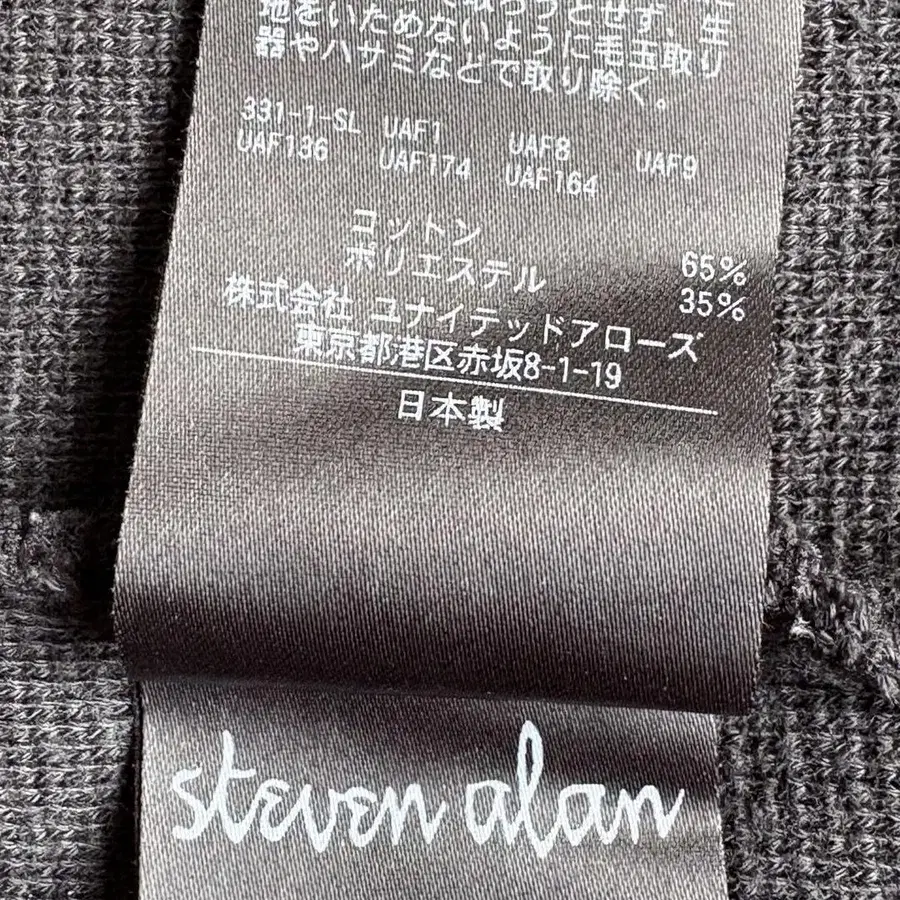 地をいためないように毛玉取り
器やハサミなどで取り除く。
331-1-SL UAF1 UAF8 UAF9
UAF136 UAF174 UAF164
コットン 65%
ポリエステル 35%
株式会社 ユナイテッドアローズ
東京都港区赤坂8-1-19
日本製
steven alan